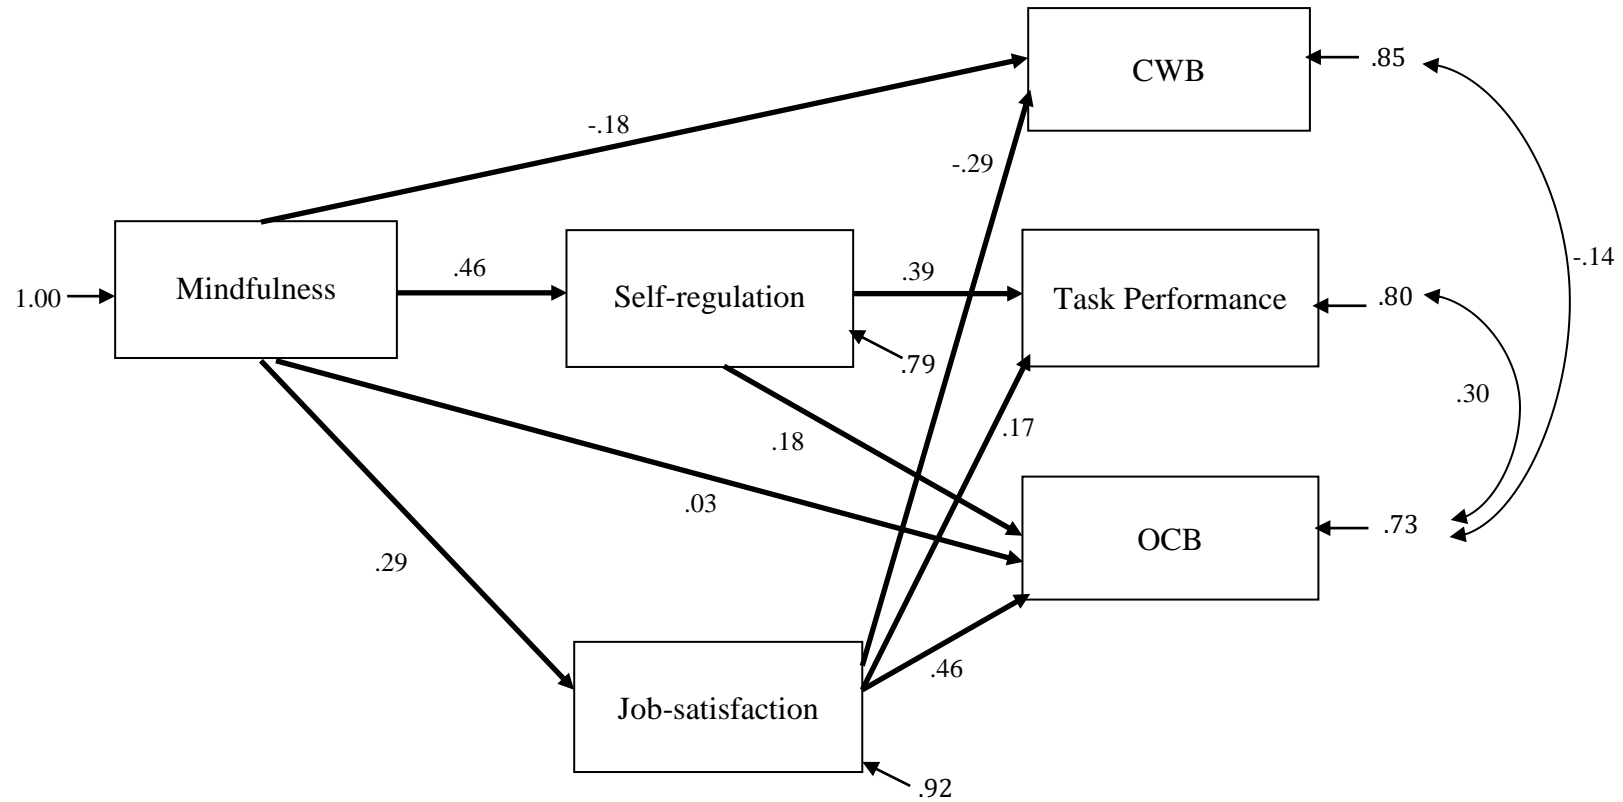 CWB
.85
-.18
-.29
-.14
Mindfulness
1.00
.46
Self-regulation
.39
Task Performance
.80
.79
.30
.17
.18
.03
OCB
.73
.29
.46
Job-satisfaction
.92